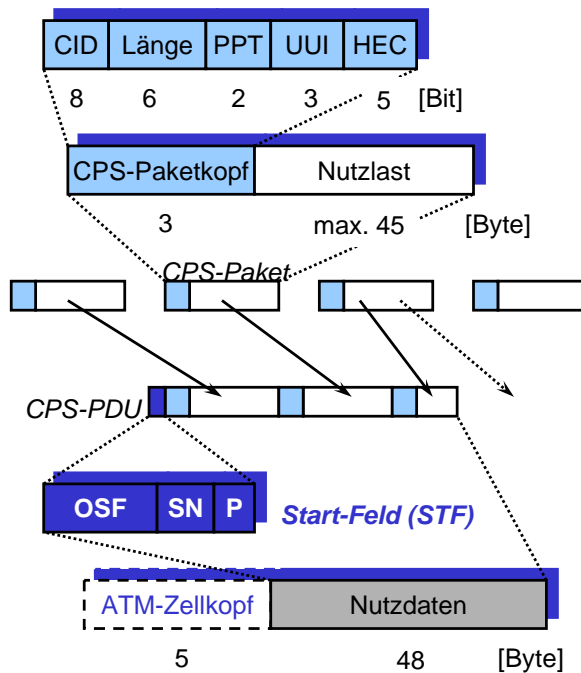 CID Länge PPT UUI HEC
8 6 2 3 5 [Bit]
CPS-Paketkopf Nutzlast
3 max. 45 [Byte]
CPS-Paket
CPS-PDU
OSF SN P Start-Feld (STF)
ATM-Zellkopf Nutzdaten
5 48 [Byte]